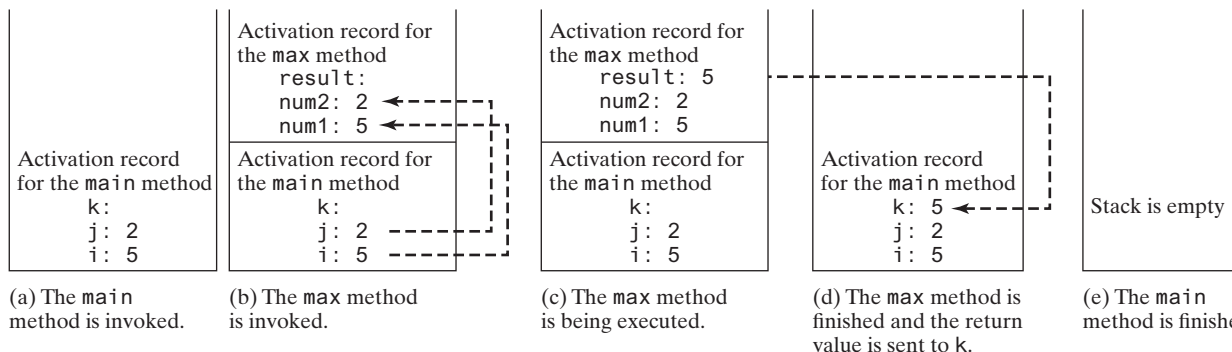 Activation record
for the main method
k:
j: 2
i: 5
(a) The main
method is invoked.
Activation record for
the max method
result:
num2: 2
num1: 5
Activation record for
the main method
k:
j: 2
i: 5
(b) The max method
is invoked.
Activation record for
the max method
result: 5
num2: 2
num1: 5
Activation record for
the main method
k:
j: 2
i: 5
(c) The max method
is being executed.
Activation record
for the main method
k: 5
j: 2
i: 5
(d) The max method is
finished and the return
value is sent to k.
Stack is empty
(e) The main
method is finishe